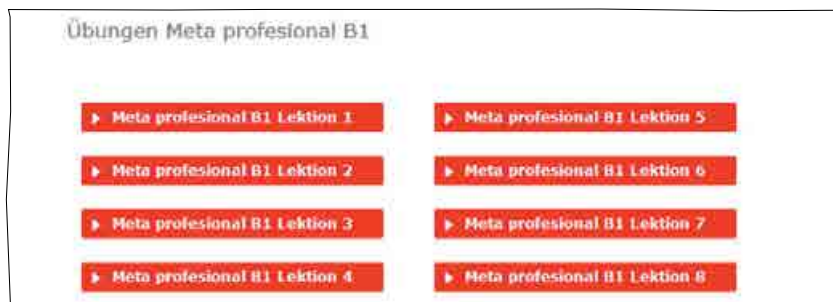 Übungen Meta profesional B1
Meta profesional B1 Lektion 1
Meta profesional B1 Lektion 2
Meta profesional B1 Lektion 3
Meta profesional B1 Lektion 4
Meta profesional B1 Lektion 5
Meta profesional B1 Lektion 6
Meta profesional B1 Lektion 7
Meta profesional B1 Lektion 8